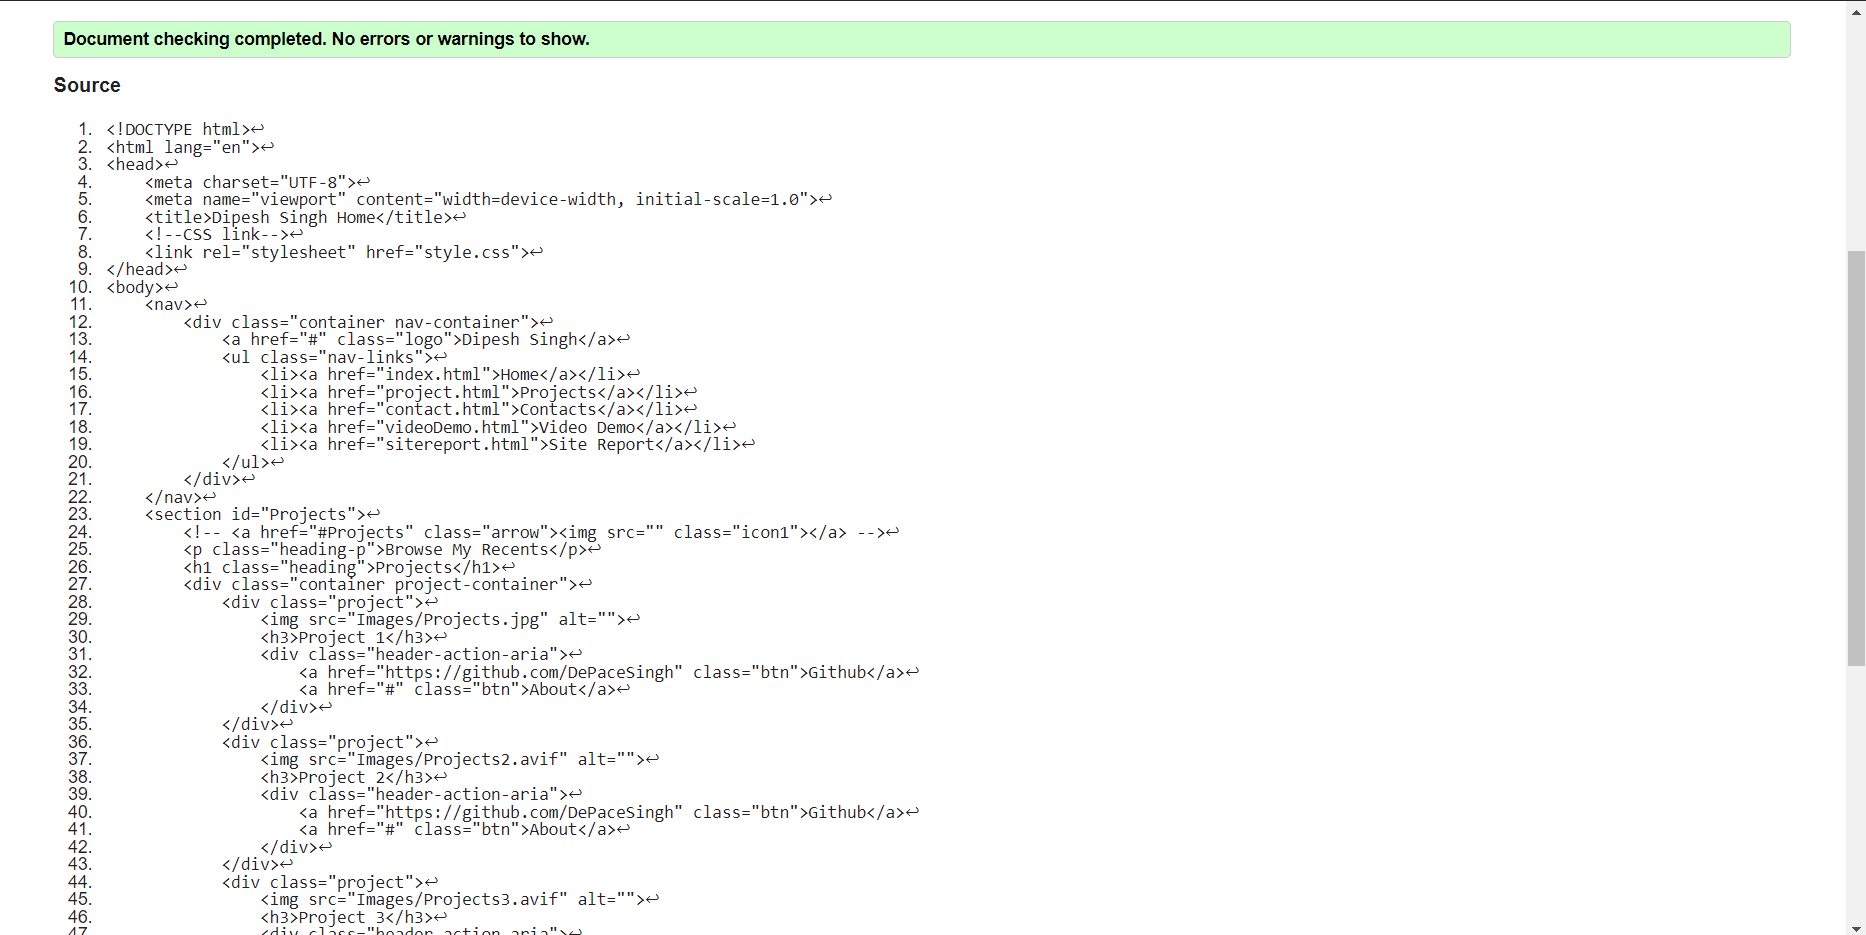 Document checking completed. No errors or warnings to show.
Source
1. <!DOCTYPE html>↩
2. <html lang="en">↩
3. <head>↩
4.     <meta charset="UTF-8">↩
5.     <meta name="viewport" content="width=device-width, initial-scale=1.0">↩
6.     <title>Dipesh Singh Home</title>↩
7.     <!--CSS link-->↩
8.     <link rel="stylesheet" href="style.css">↩
9. </head>↩
10. <body>↩
11.     <nav>↩
12.         <div class="container nav-container">↩
13.             <a href="#" class="logo">Dipesh Singh</a>↩
14.             <ul class="nav-links">↩
15.                 <li><a href="index.html">Home</a></li>↩
16.                 <li><a href="project.html">Projects</a></li>↩
17.                 <li><a href="contact.html">Contacts</a></li>↩
18.                 <li><a href="videoDemo.html">Video Demo</a></li>↩
19.                 <li><a href="sitereport.html">Site Report</a></li>↩
20.             </ul>↩
21.         </div>↩
22.     </nav>↩
23.     <section id="Projects">↩
24.         <!-- <a href="#Projects" class="arrow"><img src="" class="icon1"></a> -->↩
25.         <p class="heading-p">Browse My Recents</p>↩
26.         <h1 class="heading">Projects</h1>↩
27.         <div class="container project-container">↩
28.             <div class="project">↩
29.                 <img src="Images/Projects.jpg" alt="">↩
30.                 <h3>Project 1</h3>↩
31.                 <div class="header-action-aria">↩
32.                     <a href="https://github.com/DePaceSingh" class="btn">Github</a>↩
33.                     <a href="#" class="btn">About</a>↩
34.                 </div>↩
35.             </div>↩
36.             <div class="project">↩
37.                 <img src="Images/Projects2.avif" alt="">↩
38.                 <h3>Project 2</h3>↩
39.                 <div class="header-action-aria">↩
40.                     <a href="https://github.com/DePaceSingh" class="btn">Github</a>↩
41.                     <a href="#" class="btn">About</a>↩
42.                 </div>↩
43.             </div>↩
44.             <div class="project">↩
45.                 <img src="Images/Projects3.avif" alt="">↩
46.                 <h3>Project 3</h3>↩
47.                 <div class="header-action-aria">↩